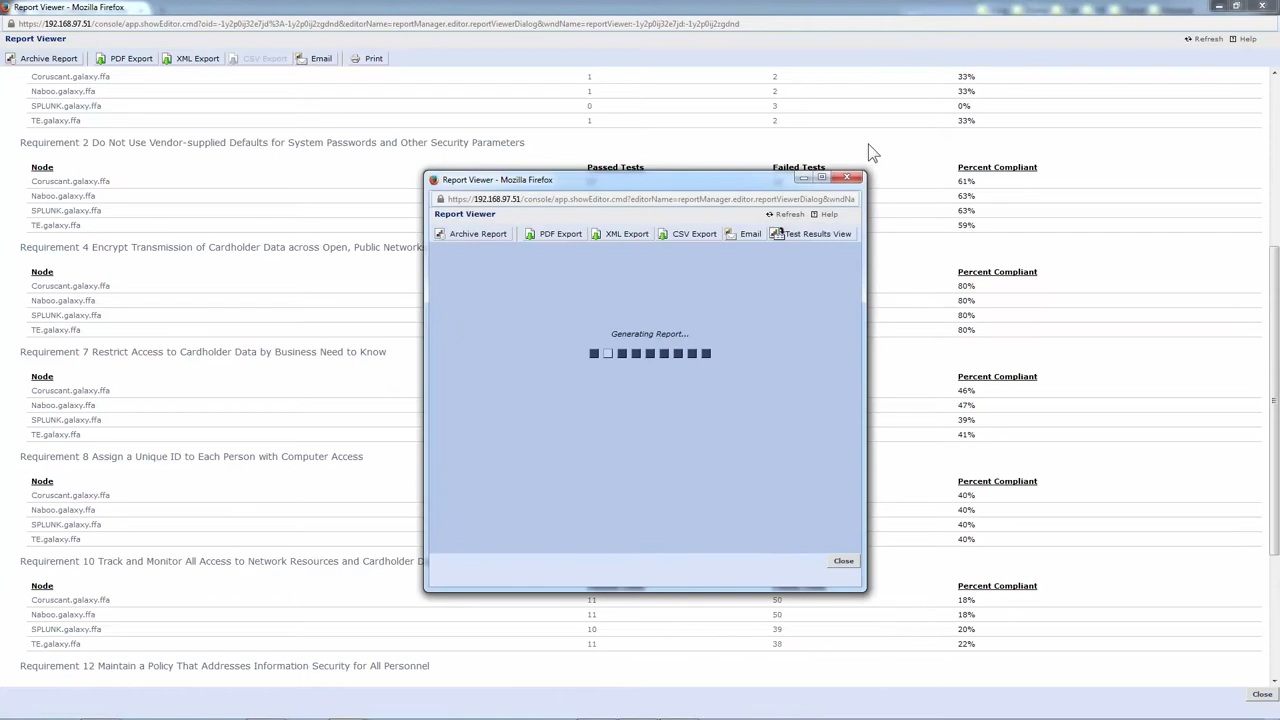 Report Viewer - Mozilla Firefox
https://192.168.97.51/console/app.showEditor.cmd?oid=-1y2p0ij32e7jd%3A-1y2p0ij2zgdnd&editorName=reportManager.editor.reportViewerDialog&wndName=reportViewer:-1y2p0ij32e7jd:-1y2p0ij2zgdnd
Report Viewer Refresh Help
Archive Report PDF Export XML Export CSV Export Email Print
Coruscant.galaxy.ffa 1 2 33%
Naboo.galaxy.ffa 1 2 33%
SPLUNK.galaxy.ffa 0 3 0%
TE.galaxy.ffa 1 2 33%
Requirement 2 Do Not Use Vendor-supplied Defaults for System Passwords and Other Security Parameters
Node Passed Tests Failed Tests Percent Compliant
Coruscant.galaxy.ffa 61%
Naboo.galaxy.ffa 63%
SPLUNK.galaxy.ffa 63%
TE.galaxy.ffa 59%
Requirement 4 Encrypt Transmission of Cardholder Data across Open, Public Network
Node Percent Compliant
Coruscant.galaxy.ffa 80%
Naboo.galaxy.ffa 80%
SPLUNK.galaxy.ffa 80%
TE.galaxy.ffa 80%
Requirement 7 Restrict Access to Cardholder Data by Business Need to Know
Node Percent Compliant
Coruscant.galaxy.ffa 46%
Naboo.galaxy.ffa 47%
SPLUNK.galaxy.ffa 39%
TE.galaxy.ffa 41%
Requirement 8 Assign a Unique ID to Each Person with Computer Access
Node Percent Compliant
Coruscant.galaxy.ffa 40%
Naboo.galaxy.ffa 40%
SPLUNK.galaxy.ffa 40%
TE.galaxy.ffa 40%
Requirement 10 Track and Monitor All Access to Network Resources and Cardholder D
Node Percent Compliant
Coruscant.galaxy.ffa 11 50 18%
Naboo.galaxy.ffa 11 50 18%
SPLUNK.galaxy.ffa 10 39 20%
TE.galaxy.ffa 11 38 22%
Requirement 12 Maintain a Policy That Addresses Information Security for All Personnel
Close
Report Viewer - Mozilla Firefox
https://192.168.97.51/console/app.showEditor.cmd?editorName=reportManager.editor.reportViewerDialog&wndNa
Report Viewer Refresh Help
Archive Report PDF Export XML Export CSV Export Email Test Results View
Generating Report...
Close